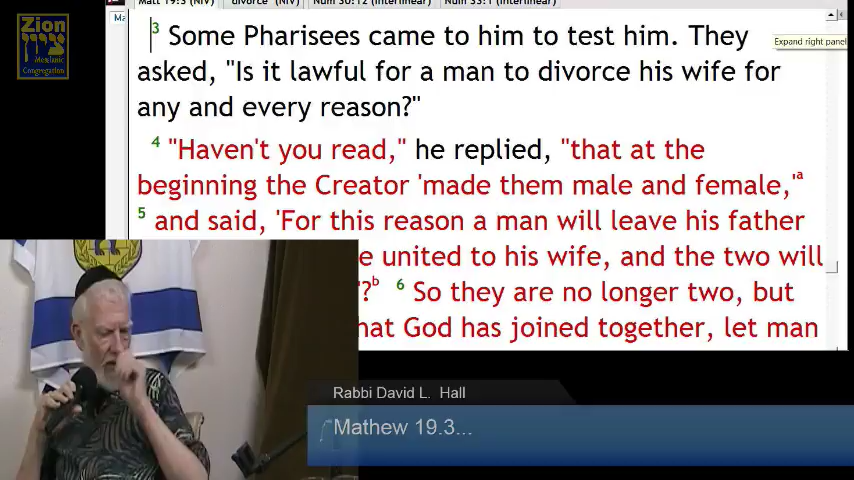 Matt 19:3 (NIV) divorce (NIV) Num 30:12 (Interlinear) Num 33:1 (Interlinear)
Zion
ציון
Messianic
Congregation
Ma
Expand right panel
3 Some Pharisees came to him to test him. They
asked, "Is it lawful for a man to divorce his wife for
any and every reason?"
4 "Haven't you read," he replied, "that at the
beginning the Creator 'made them male and female,'a
5 and said, 'For this reason a man will leave his father
e united to his wife, and the two will
'?b 6 So they are no longer two, but
hat God has joined together, let man
Rabbi David L. Hall
Mathew 19.3...